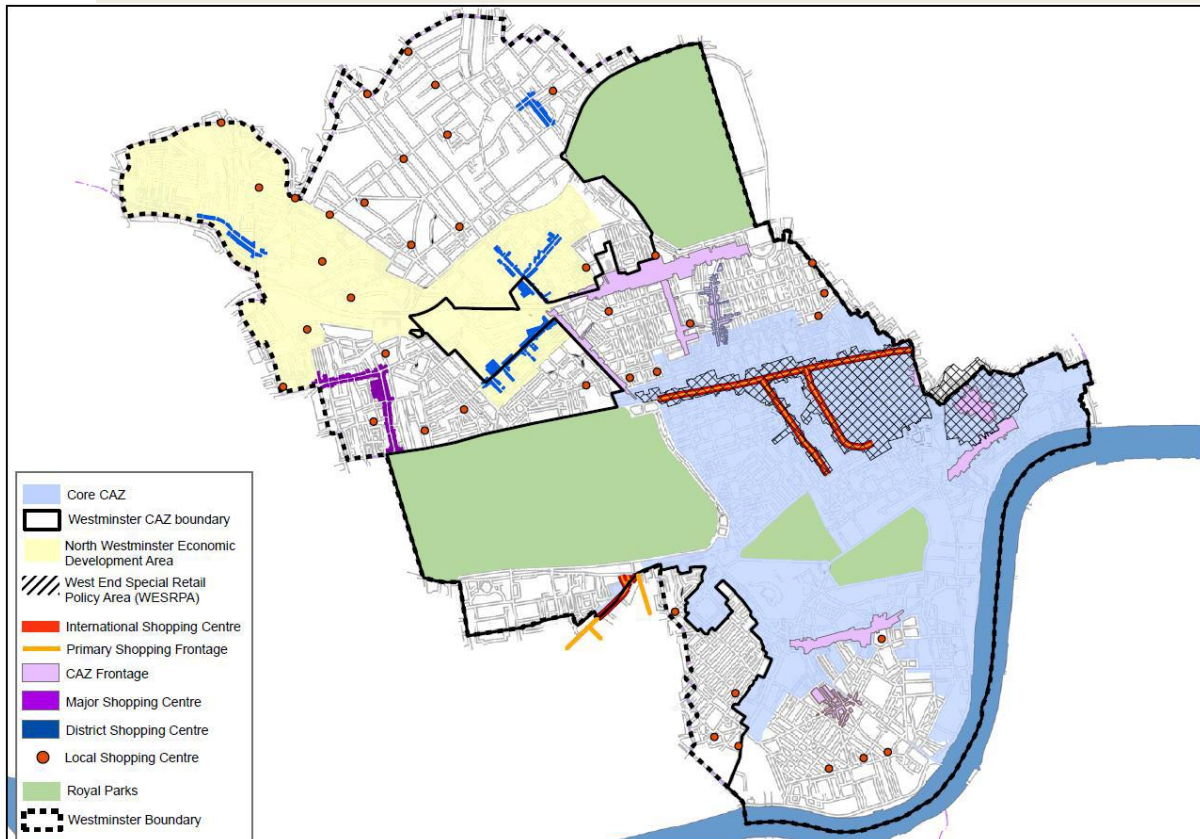 Core CAZ
Westminster CAZ boundary
North Westminster Economic
Development Area
West End Special Retail
Policy Area (WESRPA)
International Shopping Centre
Primary Shopping Frontage
CAZ Frontage
Major Shopping Centre
District Shopping Centre
Local Shopping Centre
Royal Parks
Westminster Boundary